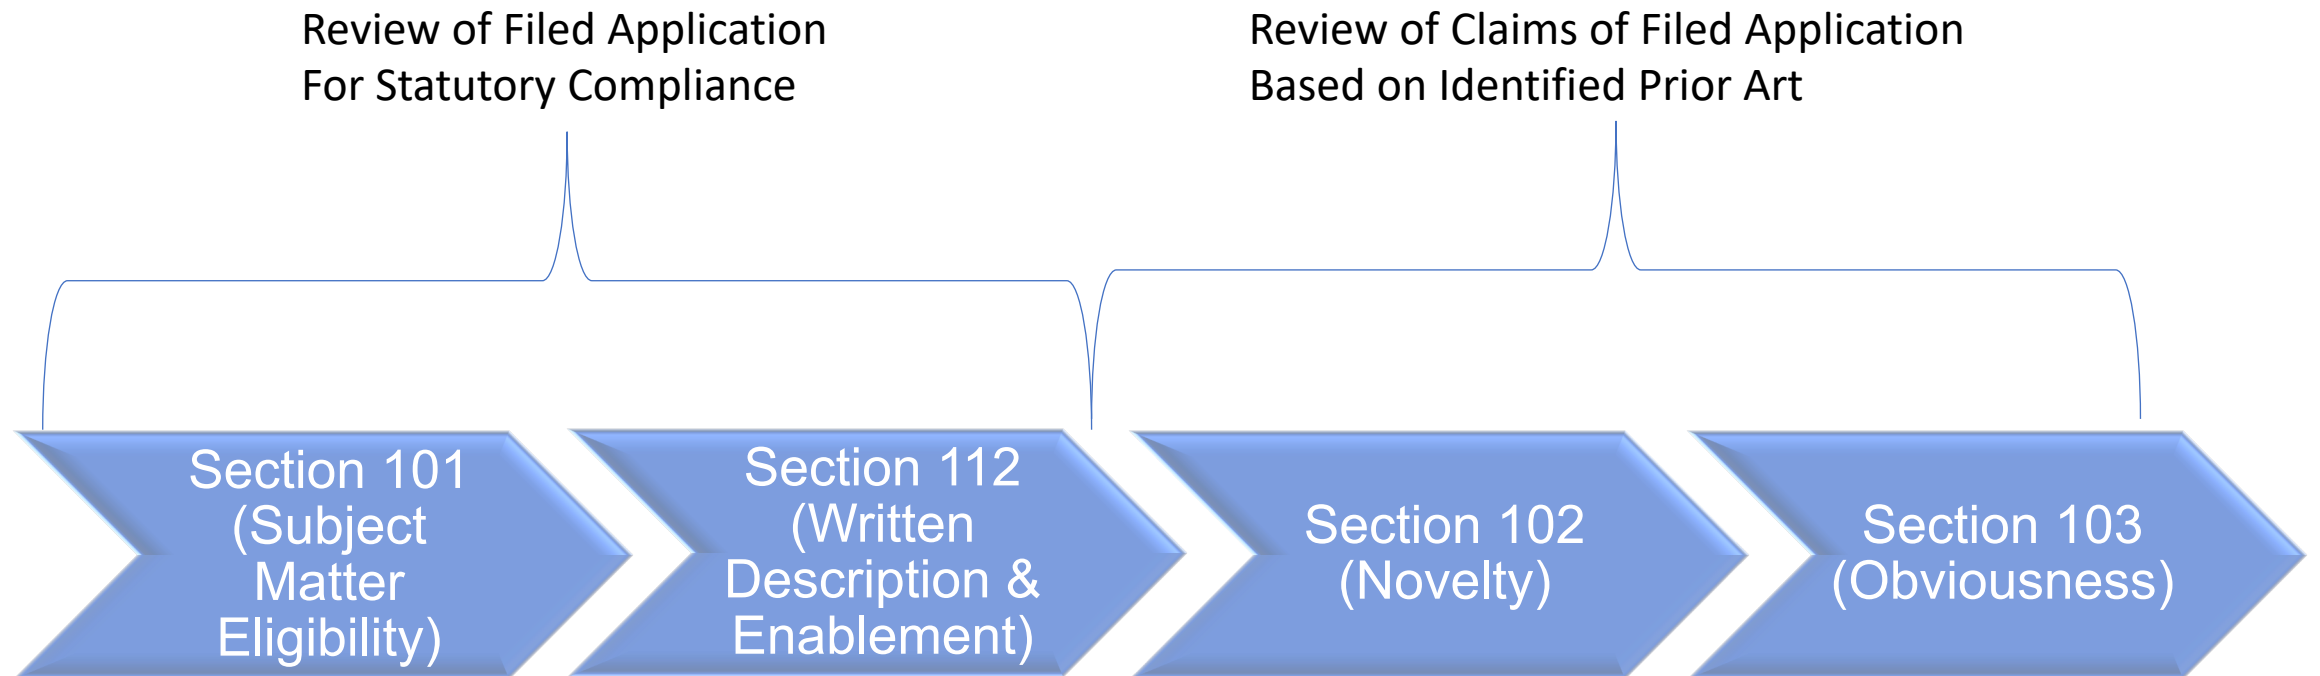 Review of Filed Application
For Statutory Compliance
Review of Claims of Filed Application
Based on Identified Prior Art
Section 101
(Subject
Matter
Eligibility)
Section 112
(Written
Description &
Enablement)
Section 102
(Novelty)
Section 103
(Obviousness)